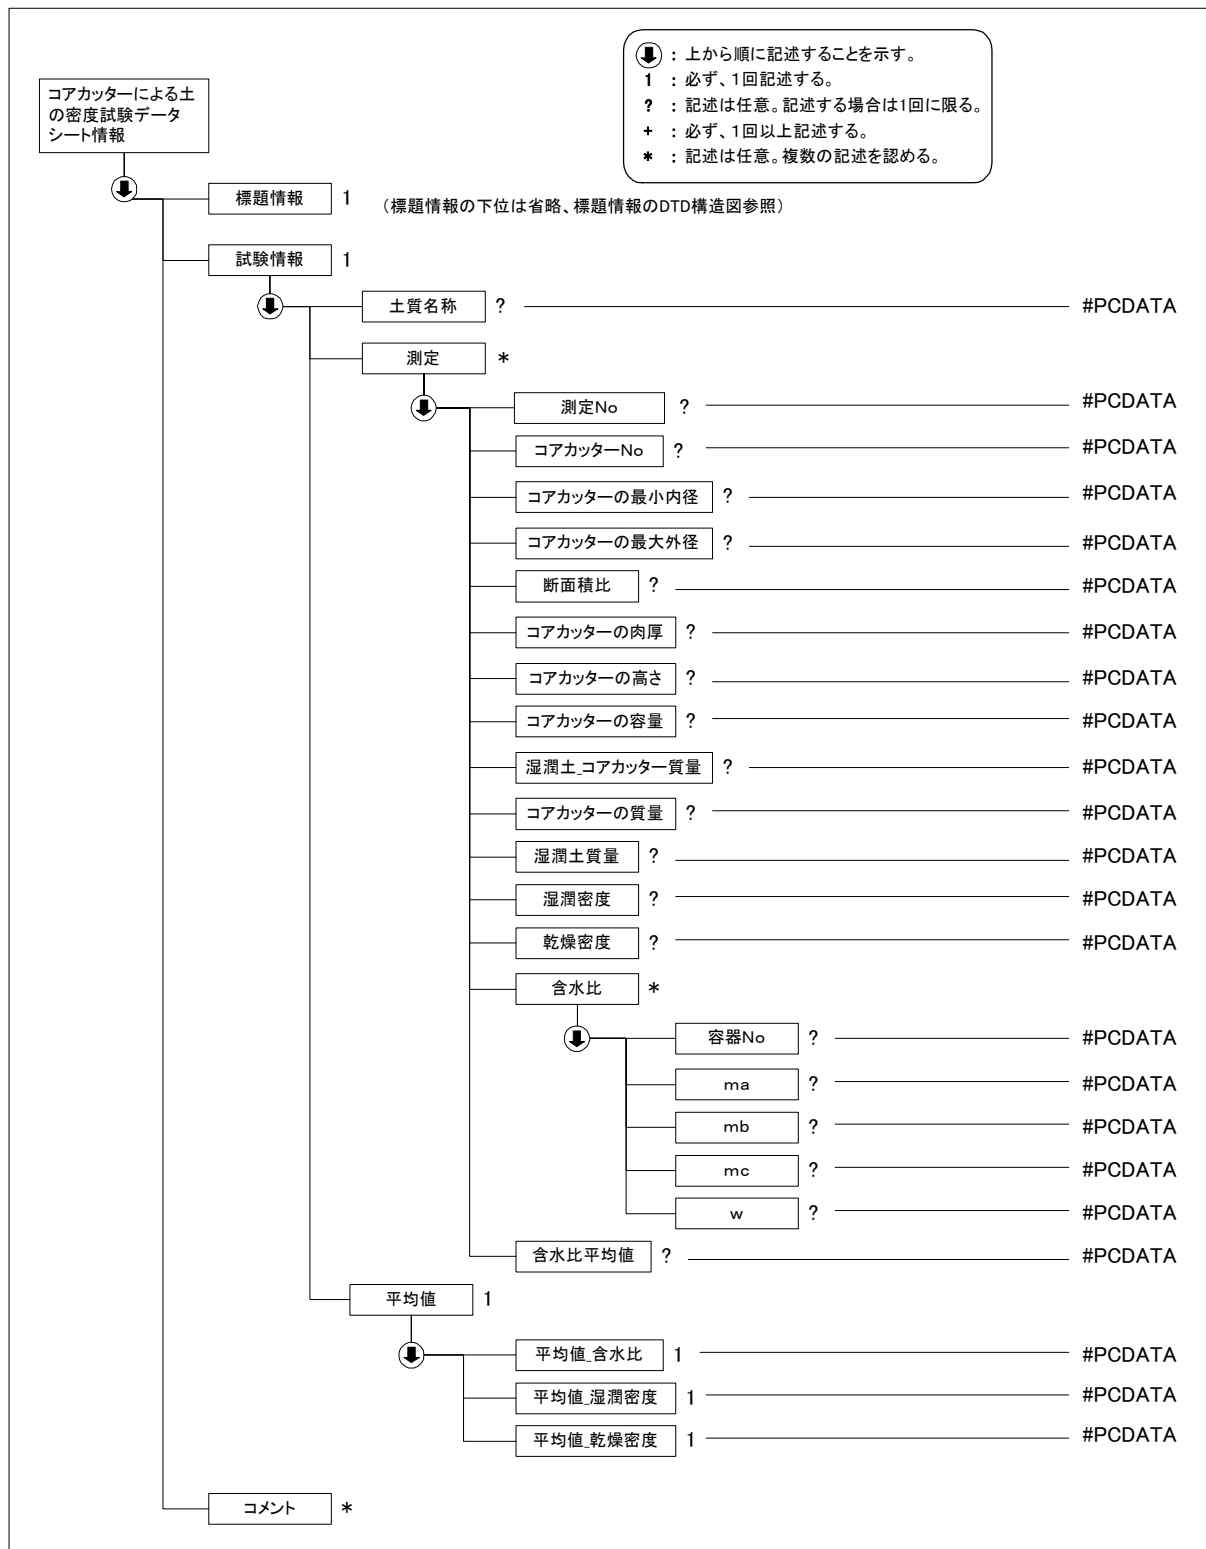 ：上から順に記述することを示す。
1 ：必ず、1回記述する。
? ：記述は任意。記述する場合は1回に限る。
+ ：必ず、1回以上記述する。
* ：記述は任意。複数の記述を認める。
コアカッターによる土
の密度試験データ
シート情報
標題情報 1 （標題情報の下位は省略、標題情報のDTD構造図参照）
試験情報 1
土質名称 ? #PCDATA
測定 *
測定No ? #PCDATA
コアカッターNo ? #PCDATA
コアカッターの最小内径 ? #PCDATA
コアカッターの最大外径 ? #PCDATA
断面積比 ? #PCDATA
コアカッターの肉厚 ? #PCDATA
コアカッターの高さ ? #PCDATA
コアカッターの容量 ? #PCDATA
湿潤土_コアカッター質量 ? #PCDATA
コアカッターの質量 ? #PCDATA
湿潤土質量 ? #PCDATA
湿潤密度 ? #PCDATA
乾燥密度 ? #PCDATA
含水比 *
容器No ? #PCDATA
ma ? #PCDATA
mb ? #PCDATA
mc ? #PCDATA
w ? #PCDATA
含水比平均値 ? #PCDATA
平均値 1
平均値_含水比 1 #PCDATA
平均値_湿潤密度 1 #PCDATA
平均値_乾燥密度 1 #PCDATA
コメント *